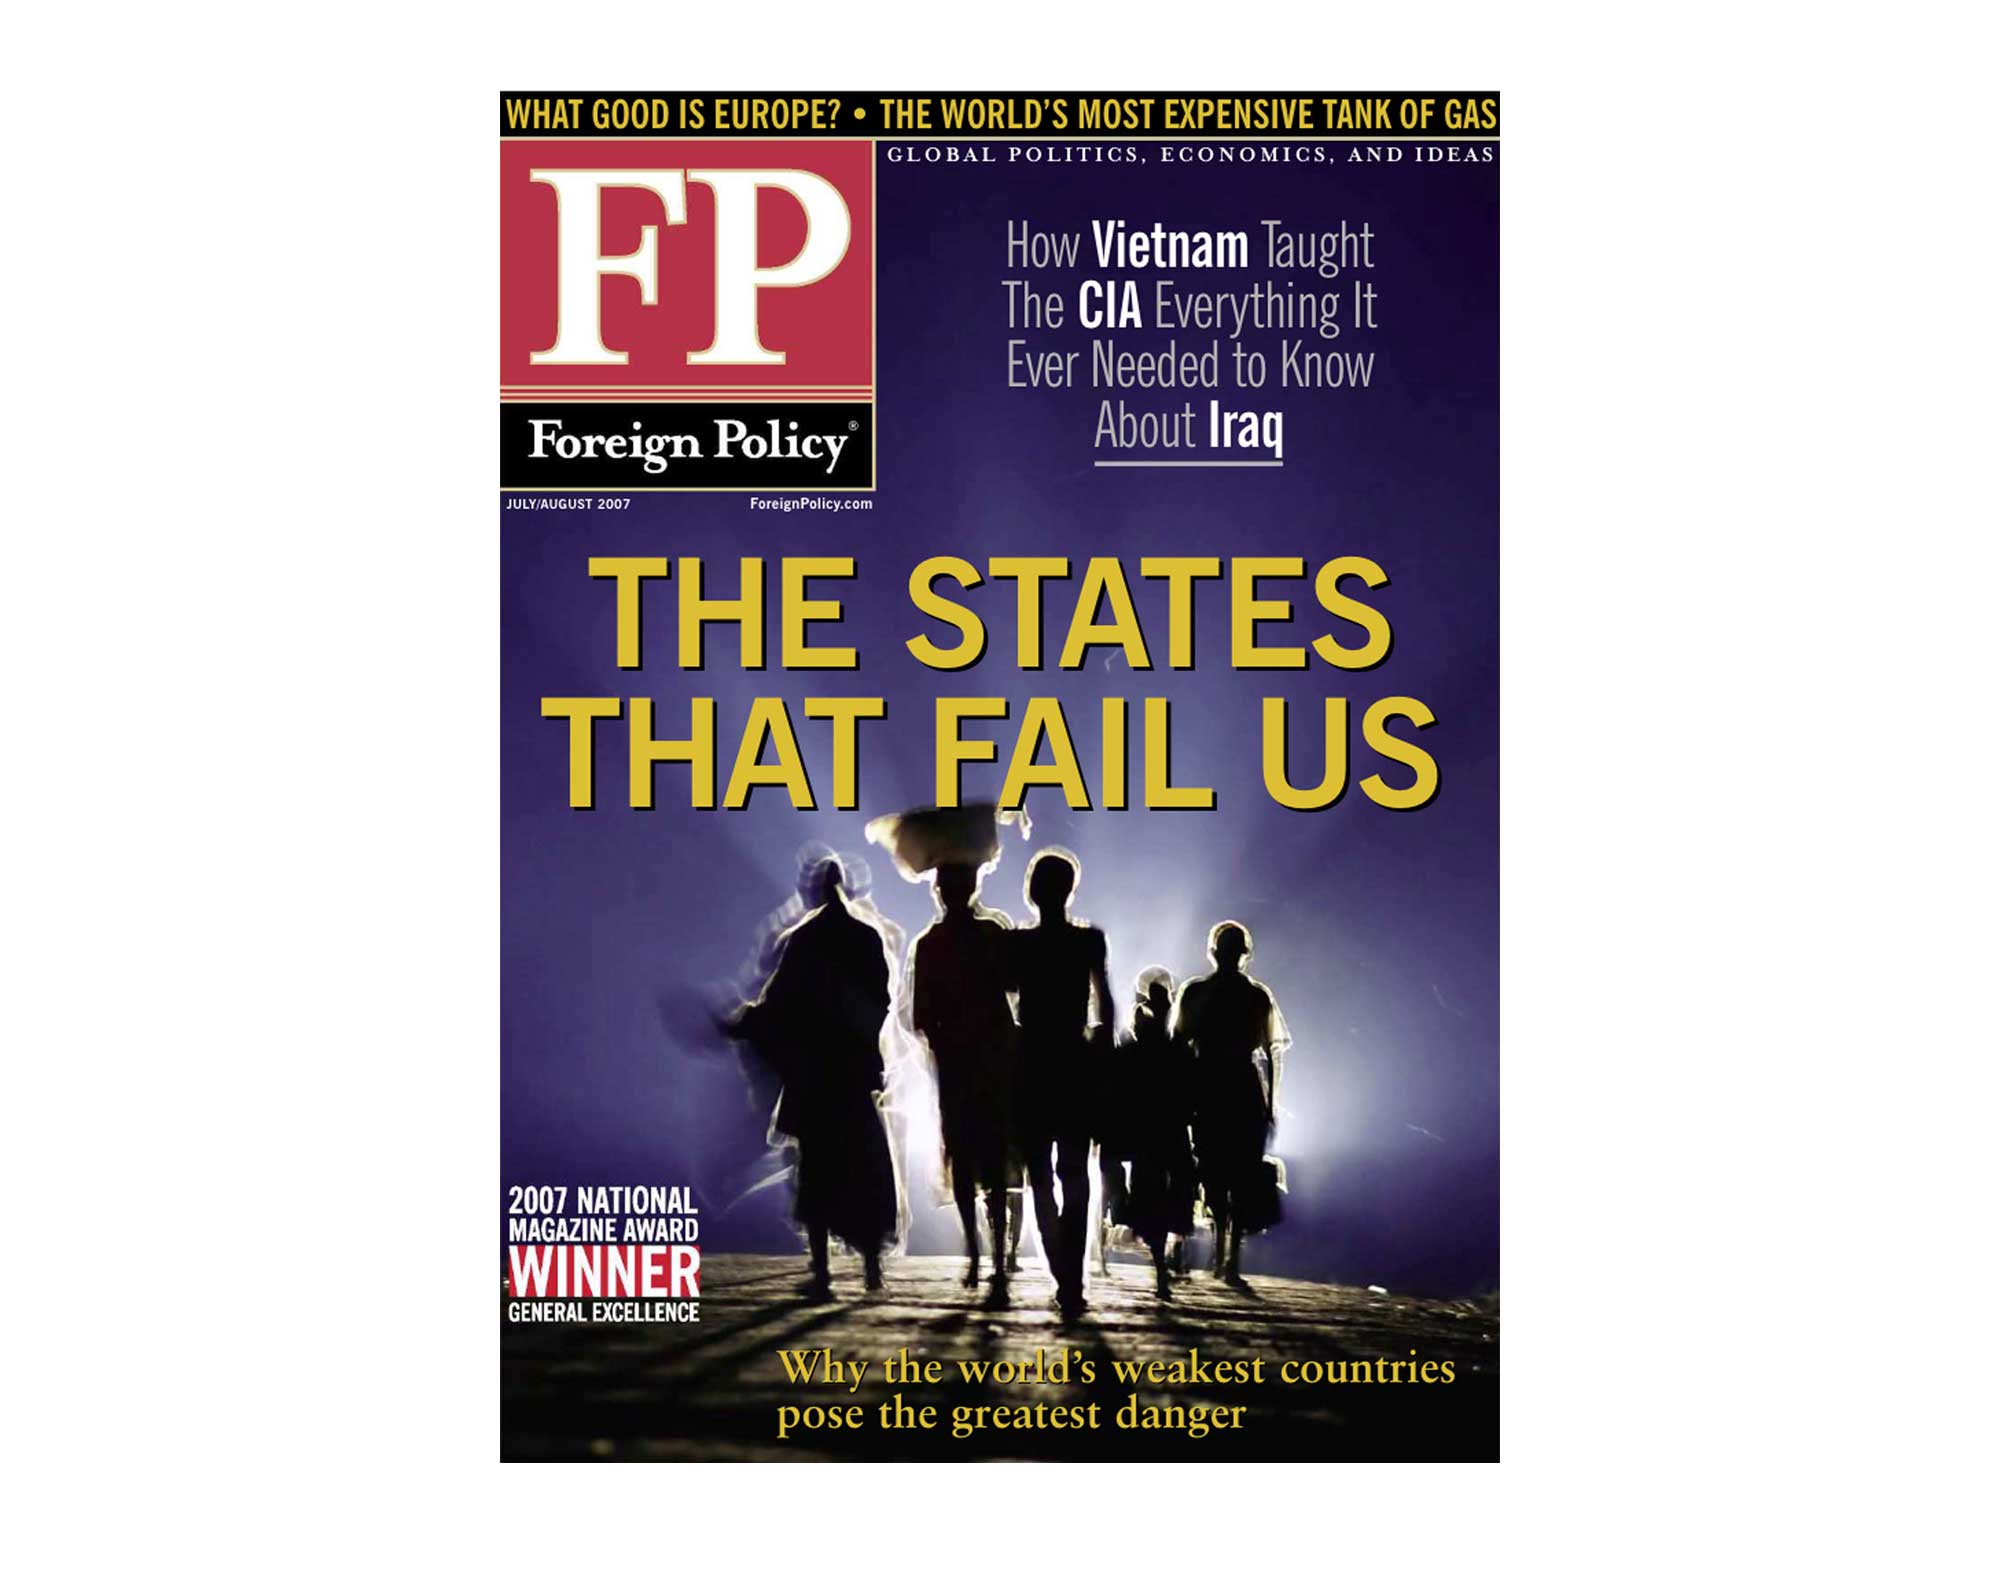 WHAT GOOD IS EUROPE? • THE WORLD'S MOST EXPENSIVE TANK OF GAS
GLOBAL POLITICS, ECONOMICS, AND IDEAS
FP
Foreign Policy®
JULY/AUGUST 2007 ForeignPolicy.com
How Vietnam Taught
The CIA Everything It
Ever Needed to Know
About Iraq
THE STATES
THAT FAIL US
2007 NATIONAL
MAGAZINE AWARD
WINNER
GENERAL EXCELLENCE
Why the world's weakest countries
pose the greatest danger